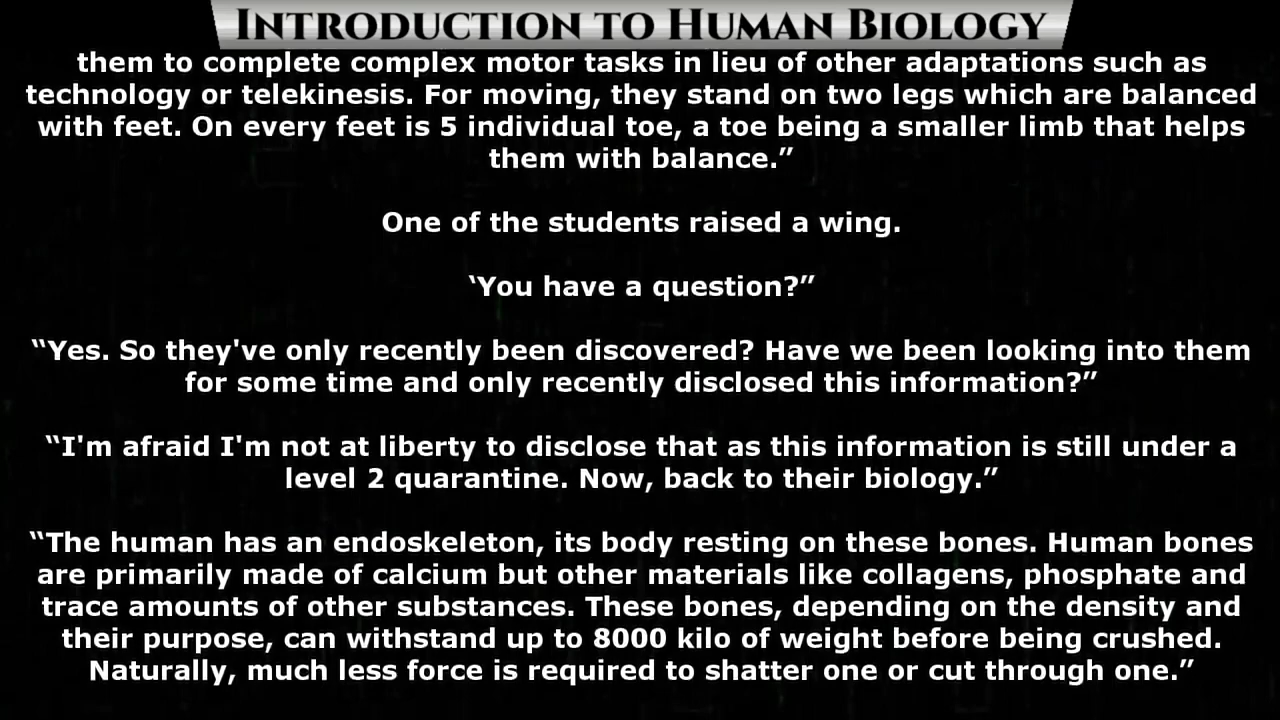 Introduction to Human Biology
them to complete complex motor tasks in lieu of other adaptations such as
technology or telekinesis. For moving, they stand on two legs which are balanced
with feet. On every feet is 5 individual toe, a toe being a smaller limb that helps
them with balance.”
One of the students raised a wing.
‘You have a question?”
“Yes. So they've only recently been discovered? Have we been looking into them
for some time and only recently disclosed this information?”
“I'm afraid I'm not at liberty to disclose that as this information is still under a
level 2 quarantine. Now, back to their biology.”
“The human has an endoskeleton, its body resting on these bones. Human bones
are primarily made of calcium but other materials like collagens, phosphate and
trace amounts of other substances. These bones, depending on the density and
their purpose, can withstand up to 8000 kilo of weight before being crushed.
Naturally, much less force is required to shatter one or cut through one.”